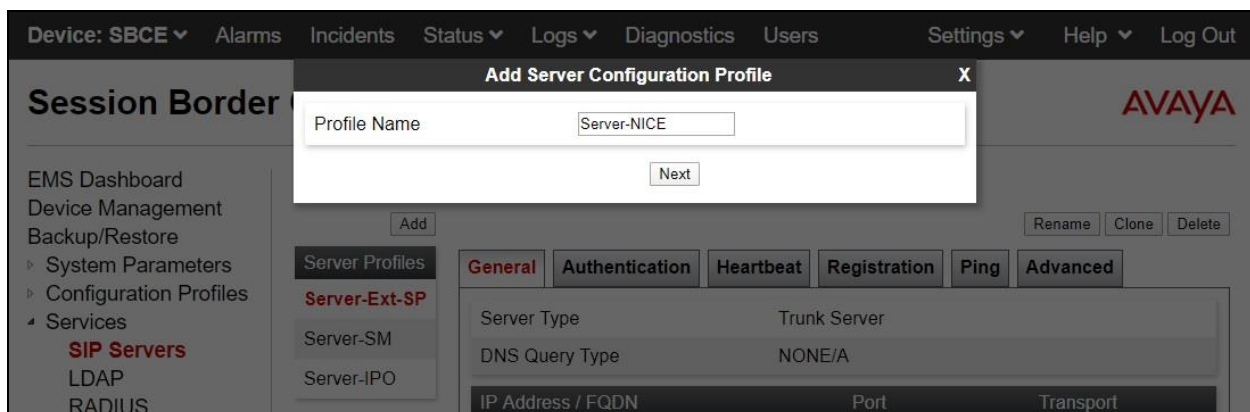 Device: SBCE Alarms Incidents Status Logs Diagnostics Users Settings Help Log Out
Add Server Configuration Profile X
Session Border
AVAYA
Profile Name Server-NICE
Next
EMS Dashboard
Device Management
Backup/Restore
System Parameters
Configuration Profiles
Services
SIP Servers
LDAP
RADIUS
Add
Rename Clone Delete
Server Profiles
Server-Ext-SP
Server-SM
Server-IPO
General Authentication Heartbeat Registration Ping Advanced
Server Type Trunk Server
DNS Query Type NONE/A
IP Address / FQDN Port Transport